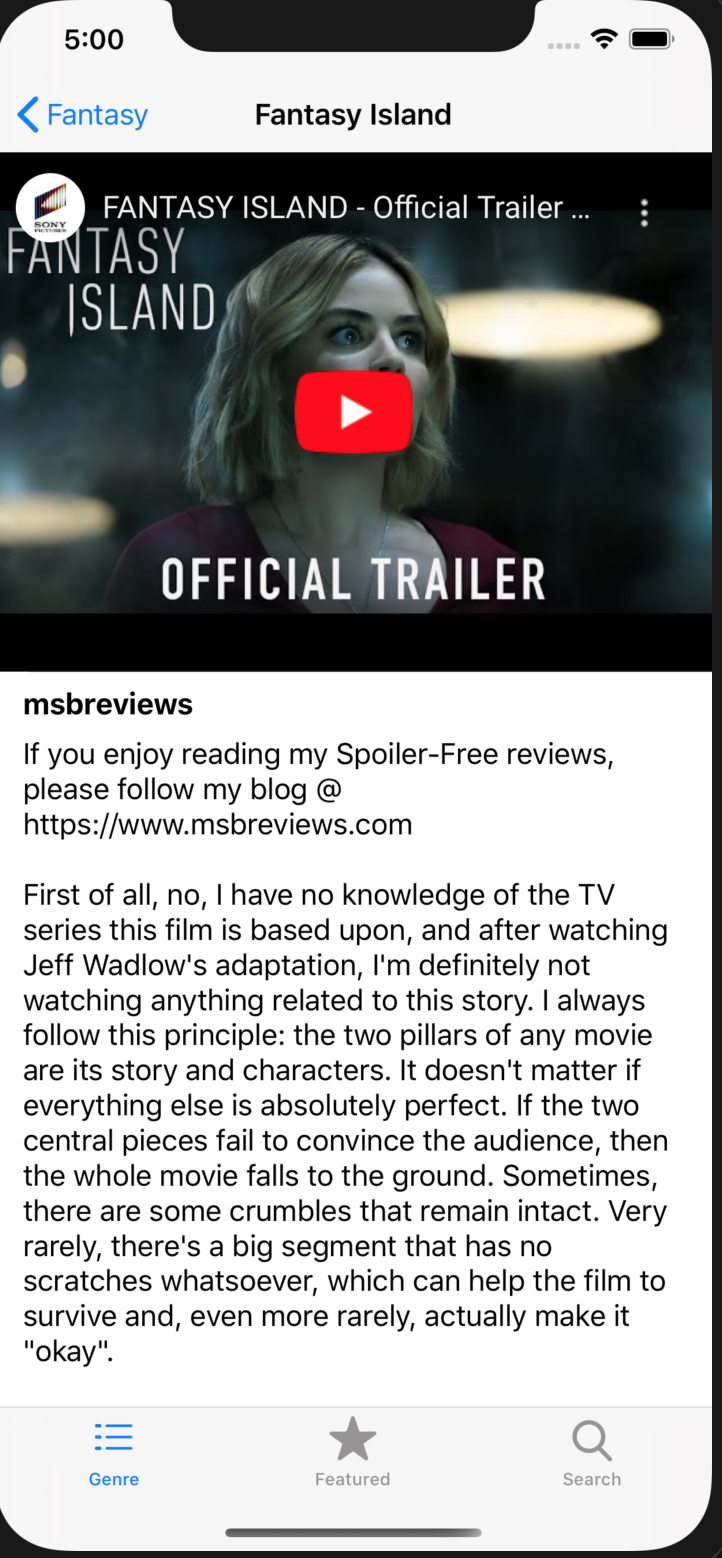 5:00
Fantasy
Fantasy Island
FANTASY ISLAND - Official Trailer ...
SONY
PICTURES
FANTASY
ISLAND
OFFICIAL TRAILER
msbreviews
If you enjoy reading my Spoiler-Free reviews,
please follow my blog @
https://www.msbreviews.com
First of all, no, I have no knowledge of the TV
series this film is based upon, and after watching
Jeff Wadlow's adaptation, I'm definitely not
watching anything related to this story. I always
follow this principle: the two pillars of any movie
are its story and characters. It doesn't matter if
everything else is absolutely perfect. If the two
central pieces fail to convince the audience, then
the whole movie falls to the ground. Sometimes,
there are some crumbles that remain intact. Very
rarely, there's a big segment that has no
scratches whatsoever, which can help the film to
survive and, even more rarely, actually make it
"okay".
Genre
Featured
Search